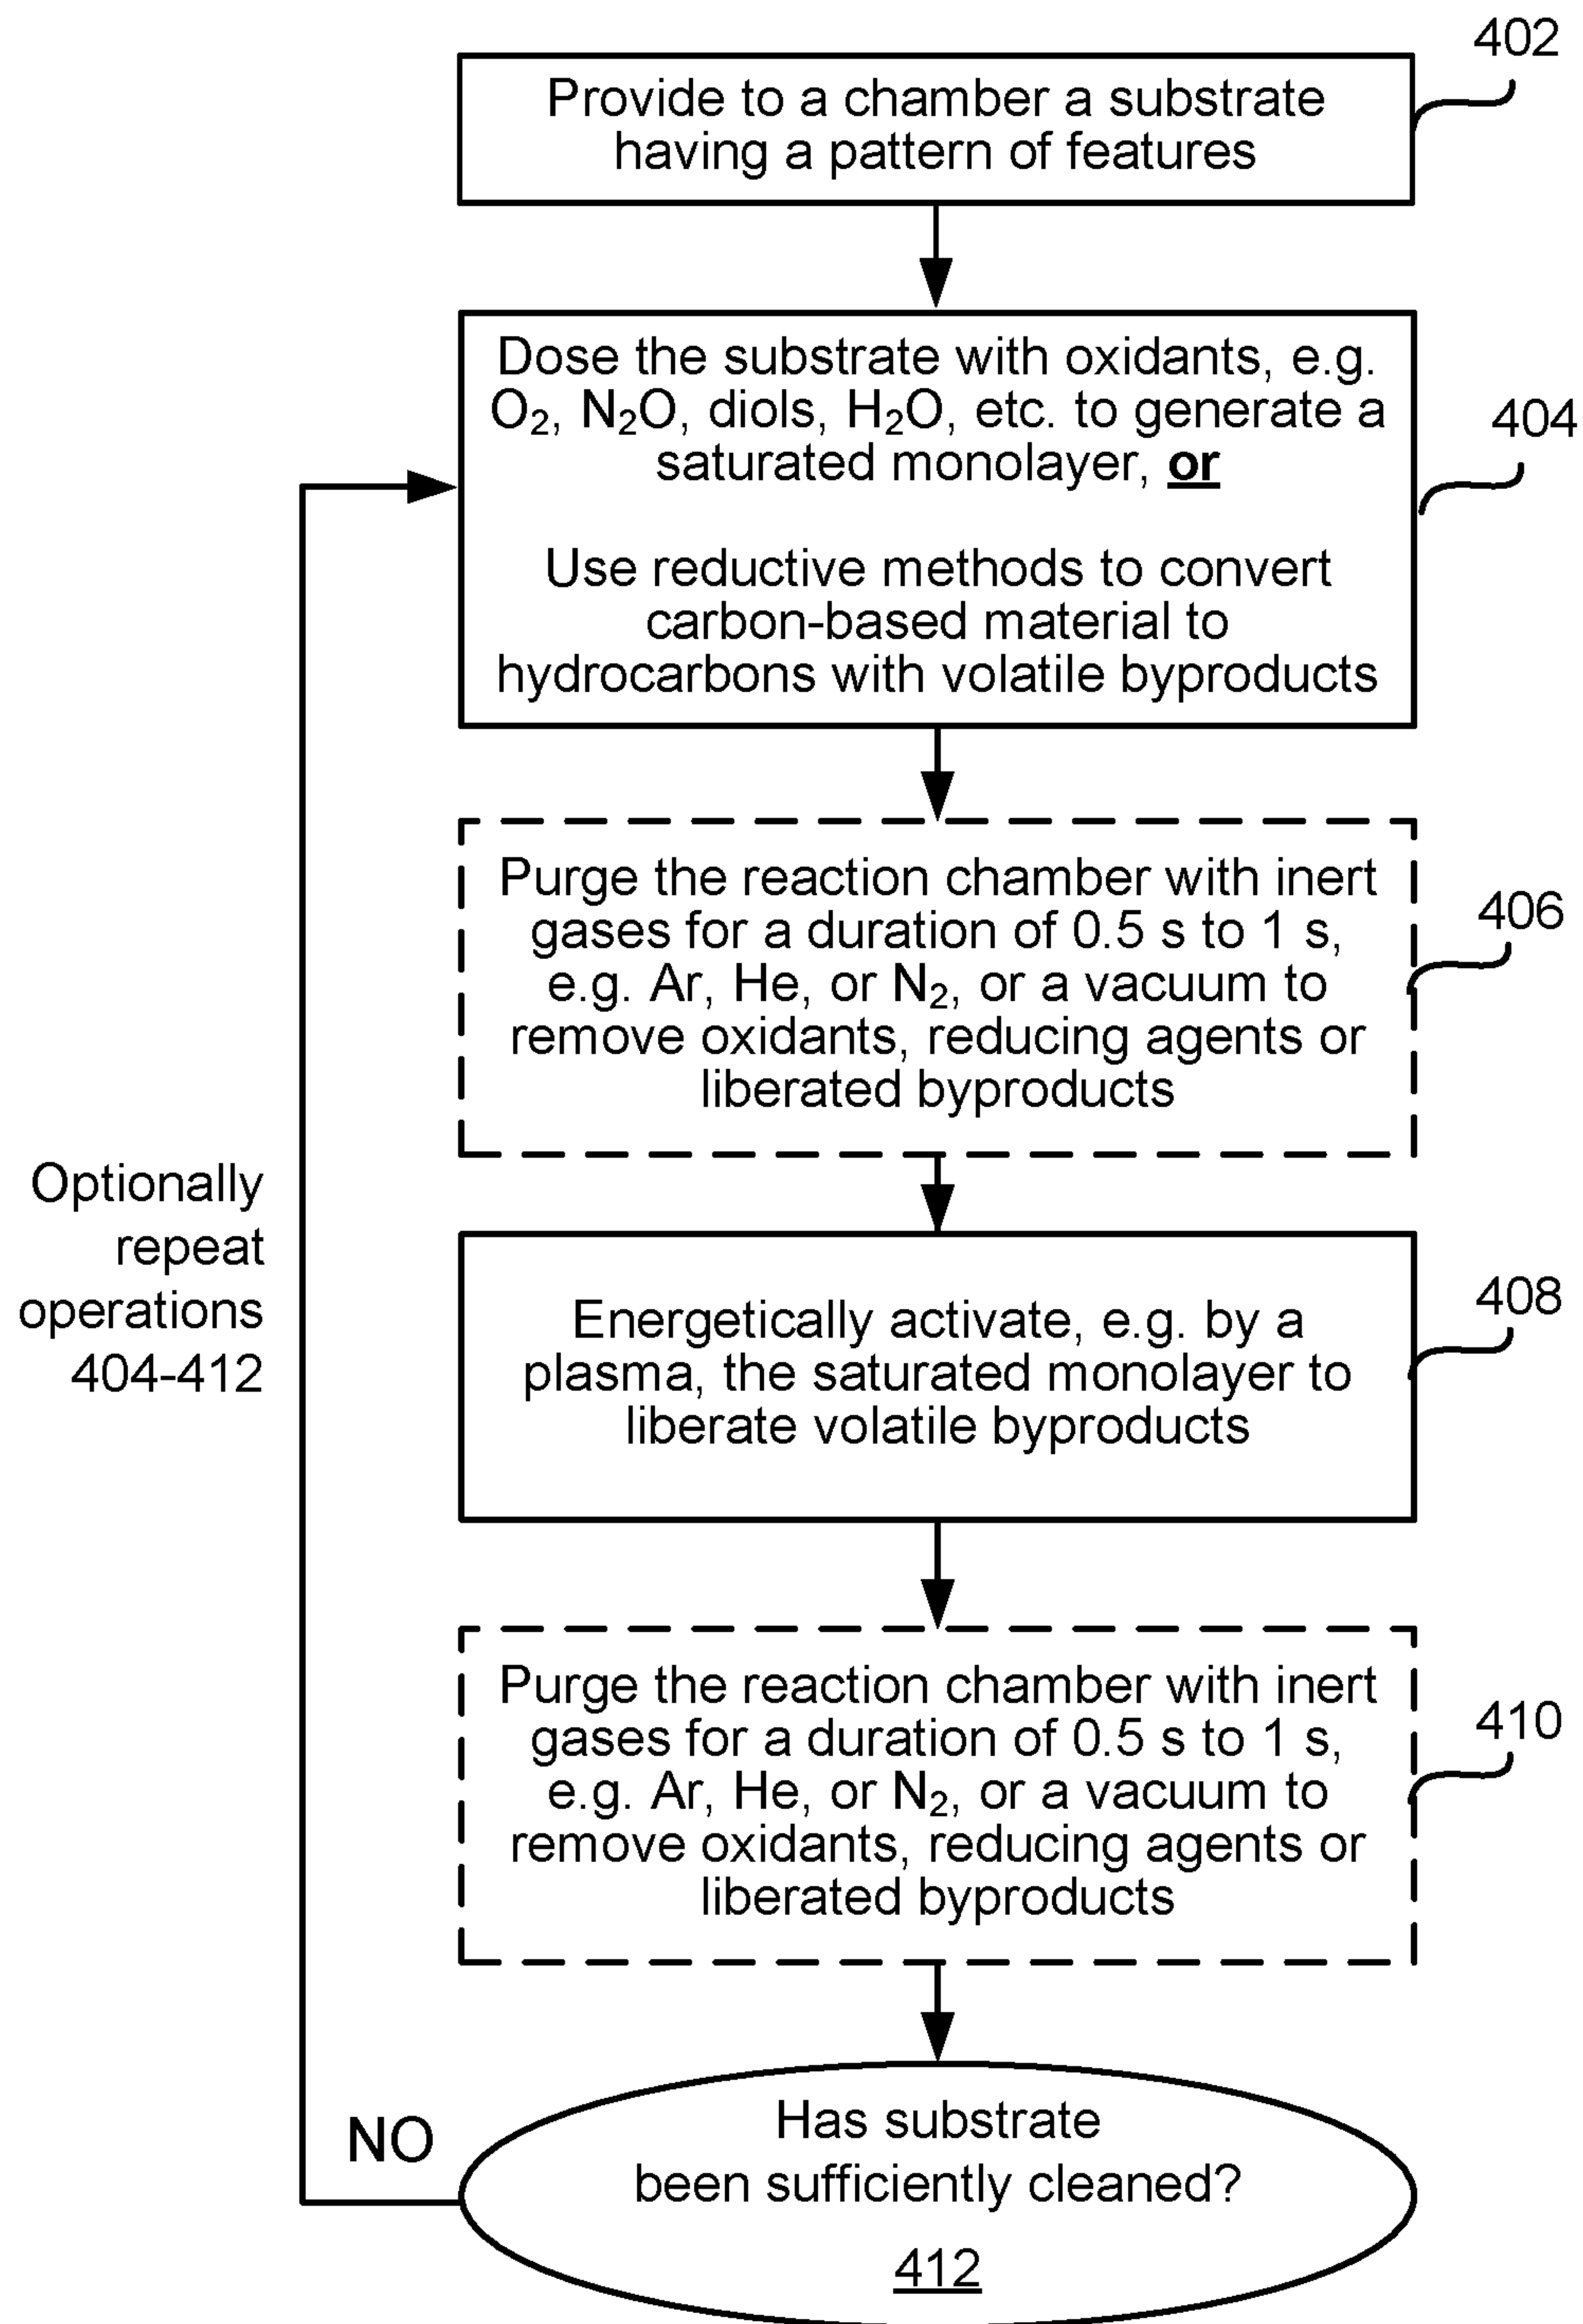 402
Provide to a chamber a substrate
having a pattern of features
Dose the substrate with oxidants, e.g.
O₂, N₂O, diols, H₂O, etc. to generate a
saturated monolayer, or
404
Use reductive methods to convert
carbon-based material to
hydrocarbons with volatile byproducts
Purge the reaction chamber with inert
gases for a duration of 0.5 s to 1 s,
e.g. Ar, He, or N₂, or a vacuum to
remove oxidants, reducing agents or
liberated byproducts
406
Optionally
repeat
operations
404-412
Energetically activate, e.g. by a
plasma, the saturated monolayer to
liberate volatile byproducts
408
Purge the reaction chamber with inert
gases for a duration of 0.5 s to 1 s,
e.g. Ar, He, or N₂, or a vacuum to
remove oxidants, reducing agents or
liberated byproducts
410
NO
Has substrate
been sufficiently cleaned?
412